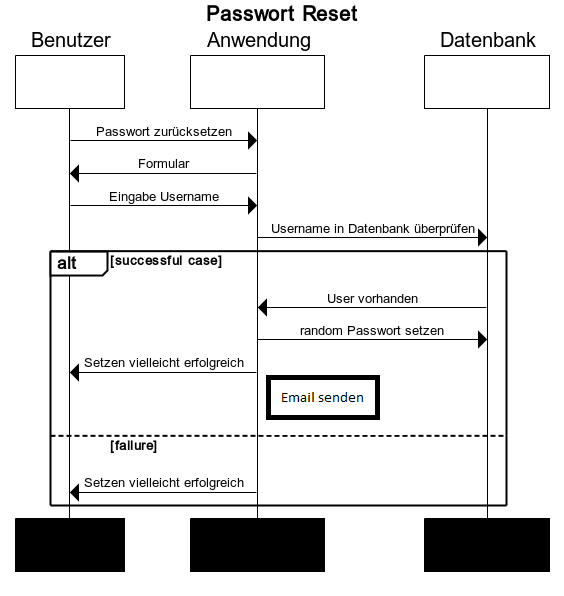 Passwort Reset
Benutzer Anwendung Datenbank
Passwort zurücksetzen
Formular
Eingabe Username
Username in Datenbank überprüfen
alt [successful case]
User vorhanden
random Passwort setzen
Setzen vielleicht erfolgreich
Email senden
[failure]
Setzen vielleicht erfolgreich